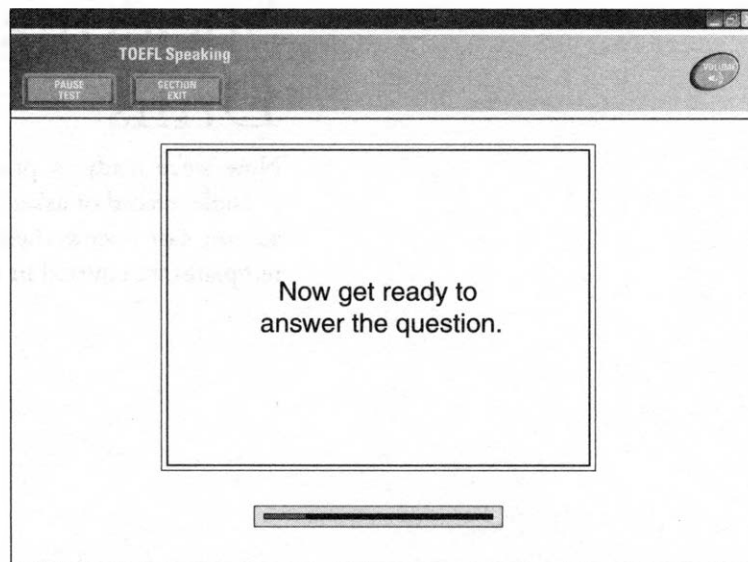 TOEFL Speaking
PAUSE
TEST
SECTION
EXIT
VOLUME
Now get ready to
answer the question.